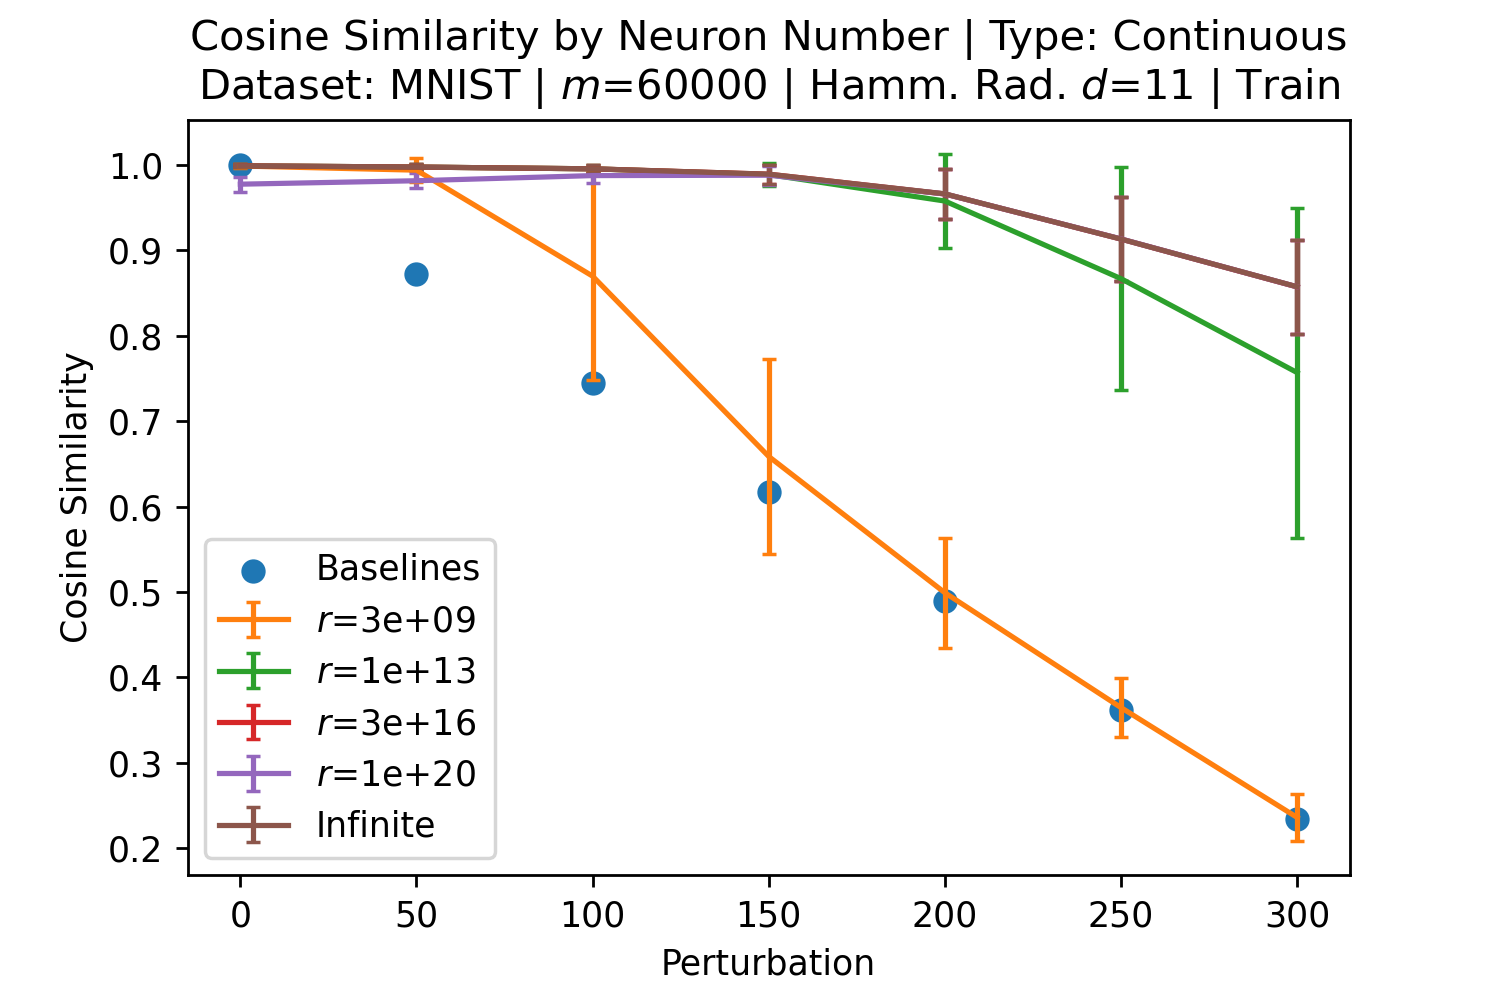 Cosine Similarity by Neuron Number | Type: Continuous
Dataset: MNIST | m=60000 | Hamm. Rad. d=11 | Train
Cosine Similarity
1.0
0.9
0.8
0.7
0.6
0.5
0.4
0.3
0.2
Baselines
r=3e+09
r=1e+13
r=3e+16
r=1e+20
Infinite
0 50 100 150 200 250 300
Perturbation